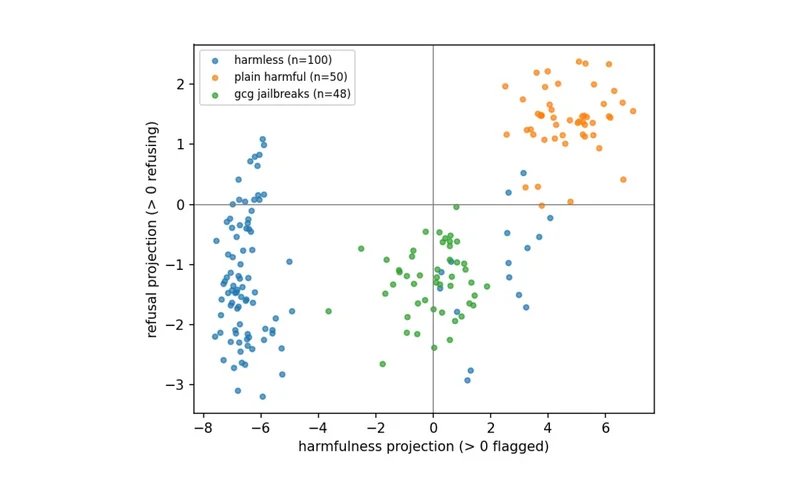 harmless (n=100)
plain harmful (n=50)
gcg jailbreaks (n=48)
refusal projection (> 0 refusing)
2
1
0
−1
−2
−3
−8
−6
−4
−2
0
2
4
6
harmfulness projection (> 0 flagged)